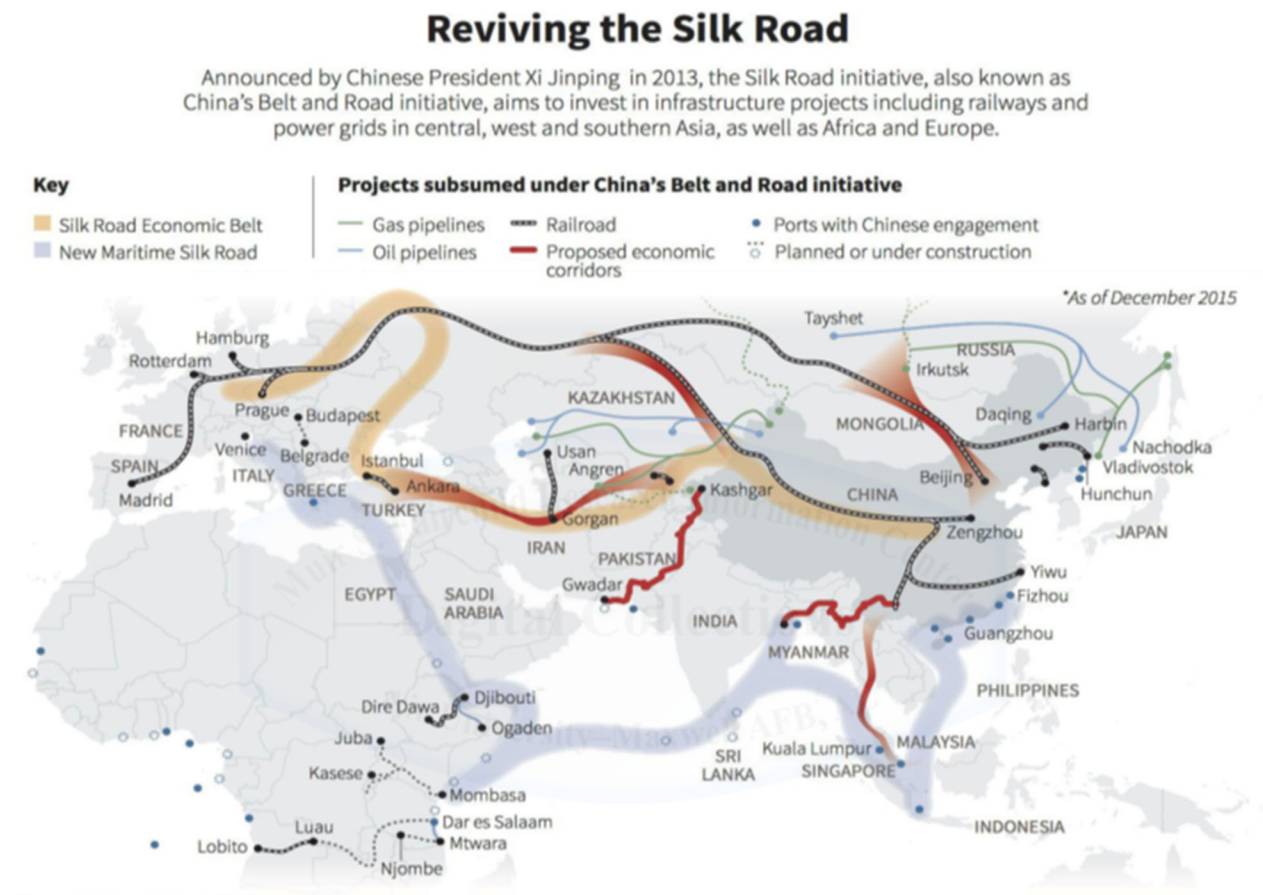 Reviving the Silk Road
Announced by Chinese President Xi Jinping in 2013, the Silk Road initiative, also known as
China's Belt and Road initiative, aims to invest in infrastructure projects including railways and
power grids in central, west and southern Asia, as well as Africa and Europe.
Key
Silk Road Economic Belt
New Maritime Silk Road
Projects subsumed under China's Belt and Road initiative
Gas pipelines
Oil pipelines
Railroad
Proposed economic
corridors
Ports with Chinese engagement
Planned or under construction
*As of December 2015
Tayshet
Hamburg
Rotterdam
RUSSIA
Irkutsk
KAZAKHSTAN
Prague
Budapest
Daqing
Harbin
MONGOLIA
FRANCE
Venice
Belgrade
Nachodka
Usan
Istanbul
Vladivostok
SPAIN
ITALY
Angren
Beijing
Madrid
GREECE
Ankara
Kashgar
CHINA
Hunchun
TURKEY
Gorgan
Zengzhou
JAPAN
IRAN
PAKISTAN
Yiwu
Gwadar
EGYPT
SAUDI
ARABIA
Fizhou
INDIA
Guangzhou
MYANMAR
PHILIPPINES
Djibouti
Dire Dawa
Ogaden
Juba
Kuala Lumpur
MALAYSIA
SRI
LANKA
SINGAPORE
Kasese
Mombasa
Dar es Salaam
INDONESIA
Luau
Lobito
Mtwara
Njombe
Digital Collection
Maxwell AFB,